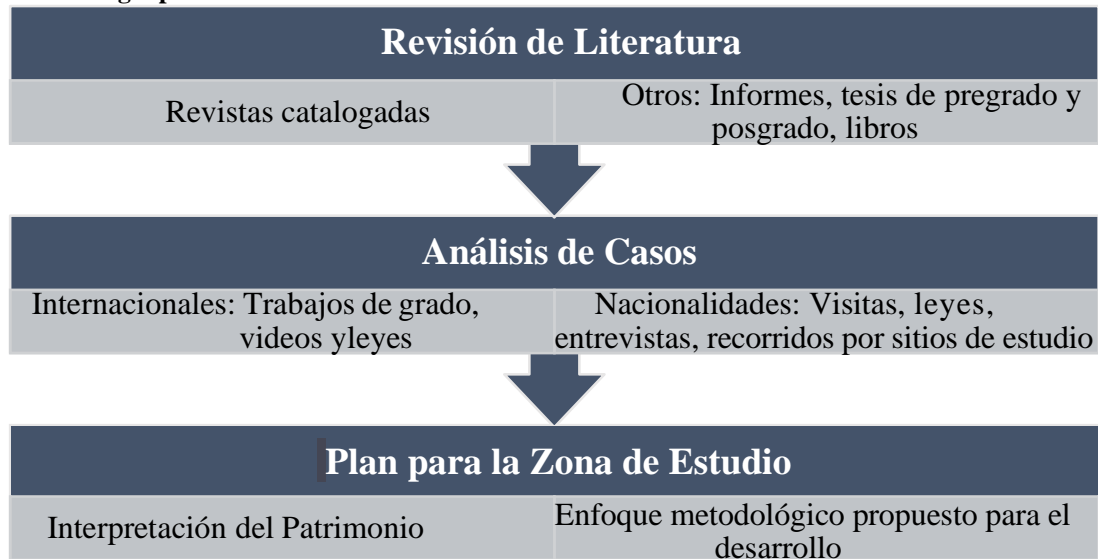 Revisión de Literatura
Revistas catalogadas
Otros: Informes, tesis de pregrado y
posgrado, libros
Análisis de Casos
Internacionales: Trabajos de grado,
videos yleyes
Nacionalidades: Visitas, leyes,
entrevistas, recorridos por sitios de estudio
Plan para la Zona de Estudio
Interpretación del Patrimonio
Enfoque metodológico propuesto para el
desarrollo